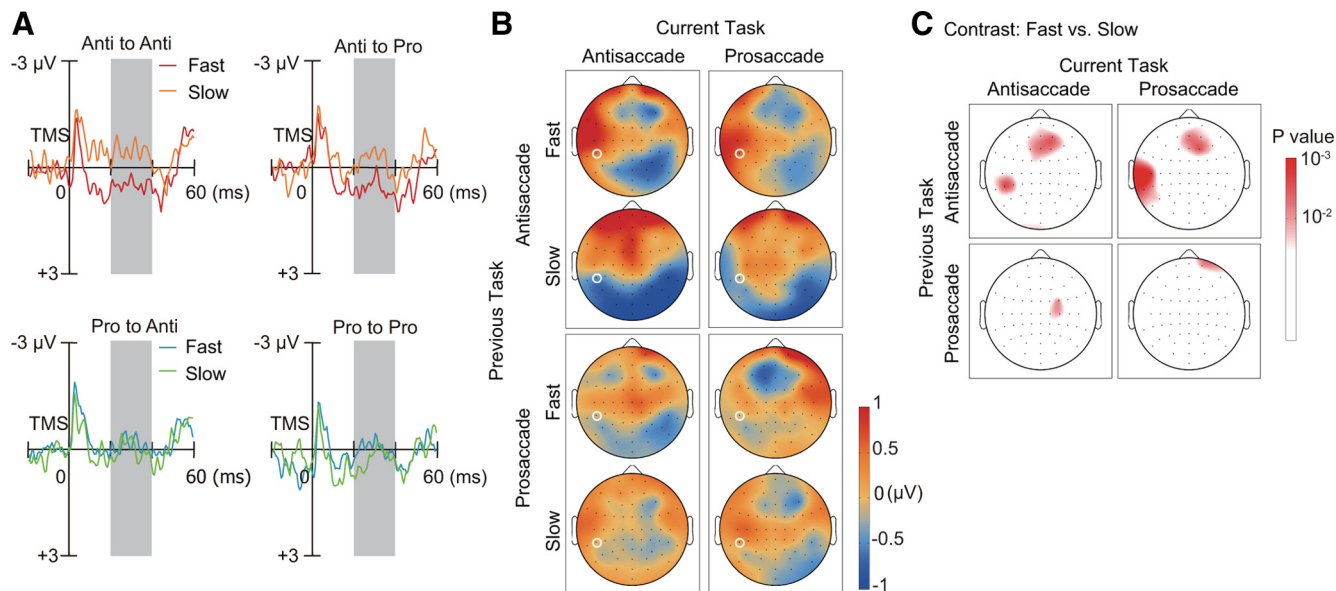 A
Anti to Anti
-3 µV
Fast
Slow
TMS
0
60 (ms)
+3
Anti to Pro
-3 µV
TMS
0
60 (ms)
+3
Pro to Anti
-3 µV
Fast
Slow
TMS
0
60 (ms)
+3
Pro to Pro
-3 µV
TMS
0
60 (ms)
+3
B
Current Task
Antisaccade
Prosaccade
Previous Task
Antisaccade
Fast
Slow
Prosaccade
Fast
Slow
1
0.5
0 (µV)
-0.5
-1
C Contrast: Fast vs. Slow
Current Task
Antisaccade
Prosaccade
Previous Task
Antisaccade
Prosaccade
P value
10⁻³
10⁻²